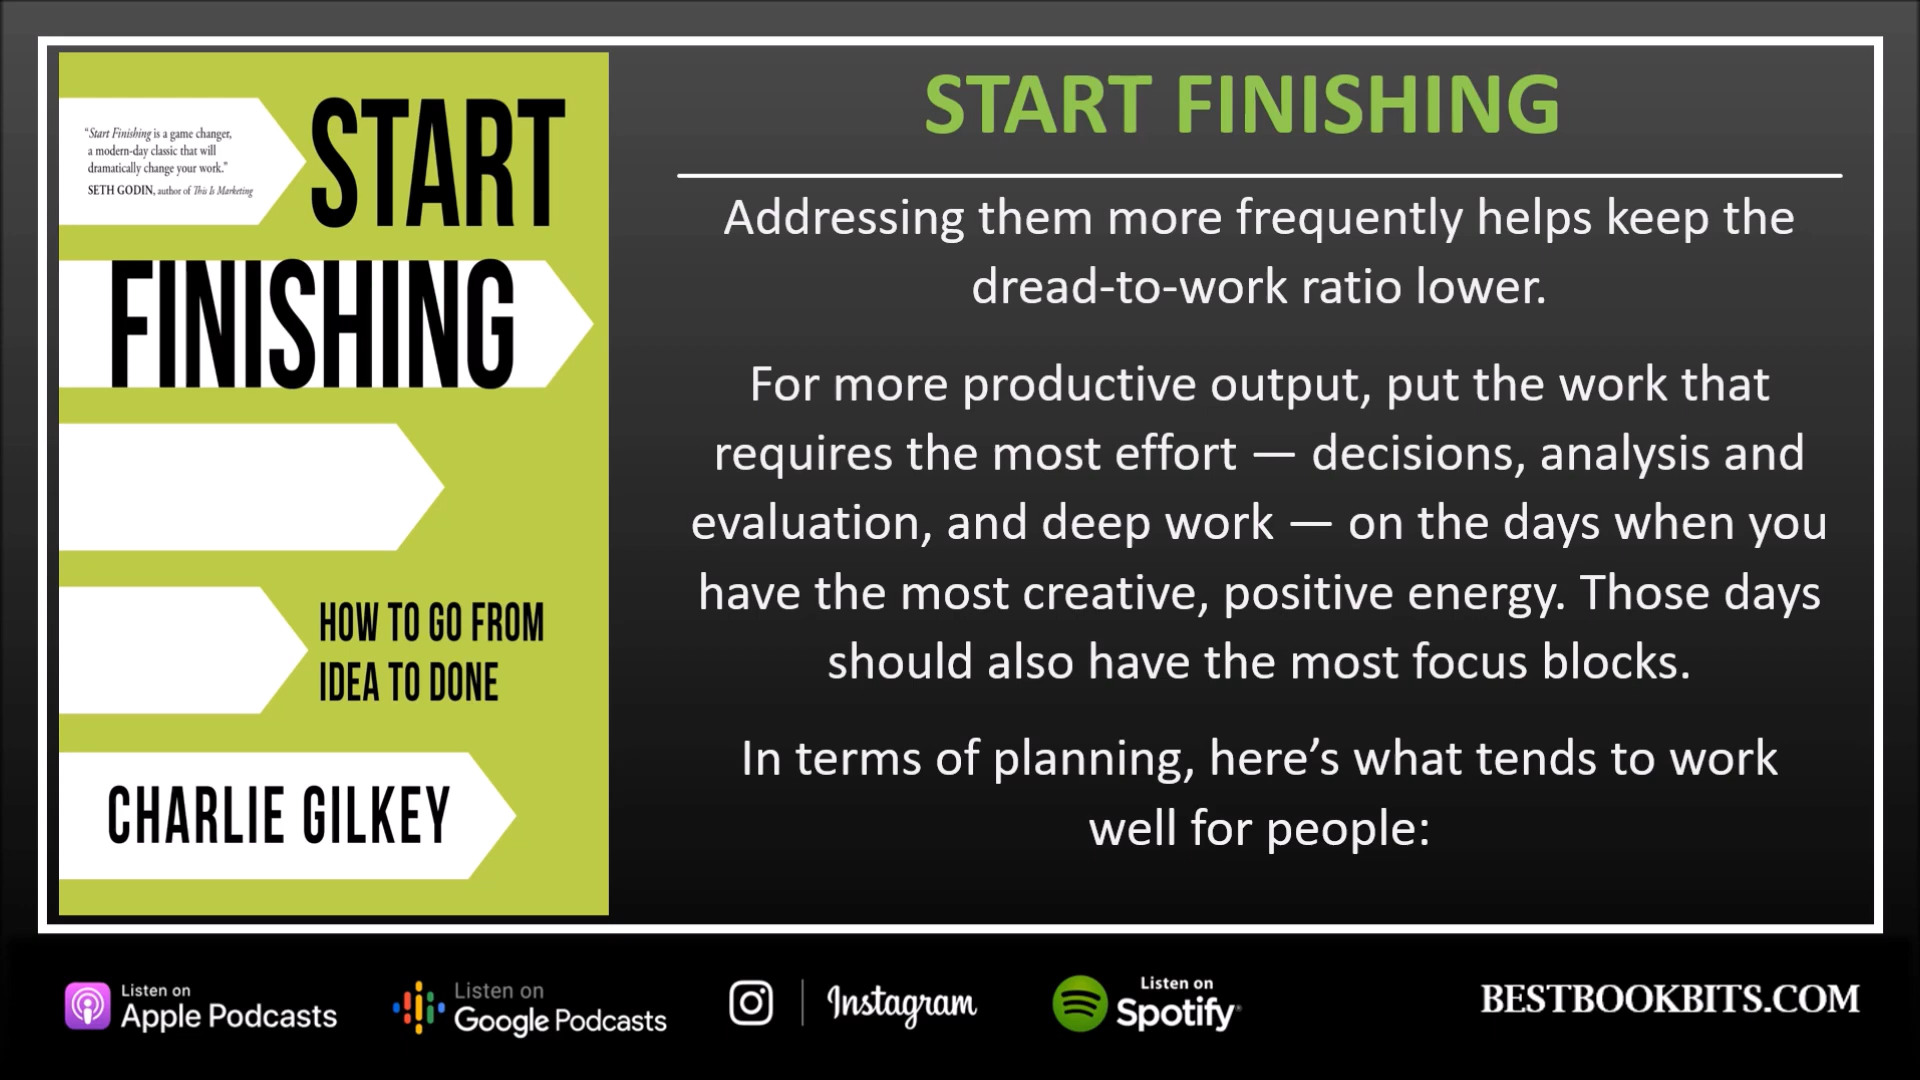 "Start Finishing is a game changer,
a modern-day classic that will
dramatically change your work."
SETH GODIN, author of This Is Marketing
START
FINISHING
HOW TO GO FROM
IDEA TO DONE
CHARLIE GILKEY
START FINISHING
Addressing them more frequently helps keep the
dread-to-work ratio lower.
For more productive output, put the work that
requires the most effort — decisions, analysis and
evaluation, and deep work — on the days when you
have the most creative, positive energy. Those days
should also have the most focus blocks.
In terms of planning, here’s what tends to work
well for people:
Listen on
Apple Podcasts
Listen on
Google Podcasts
Instagram
Listen on
Spotify
BESTBOOKBITS.COM